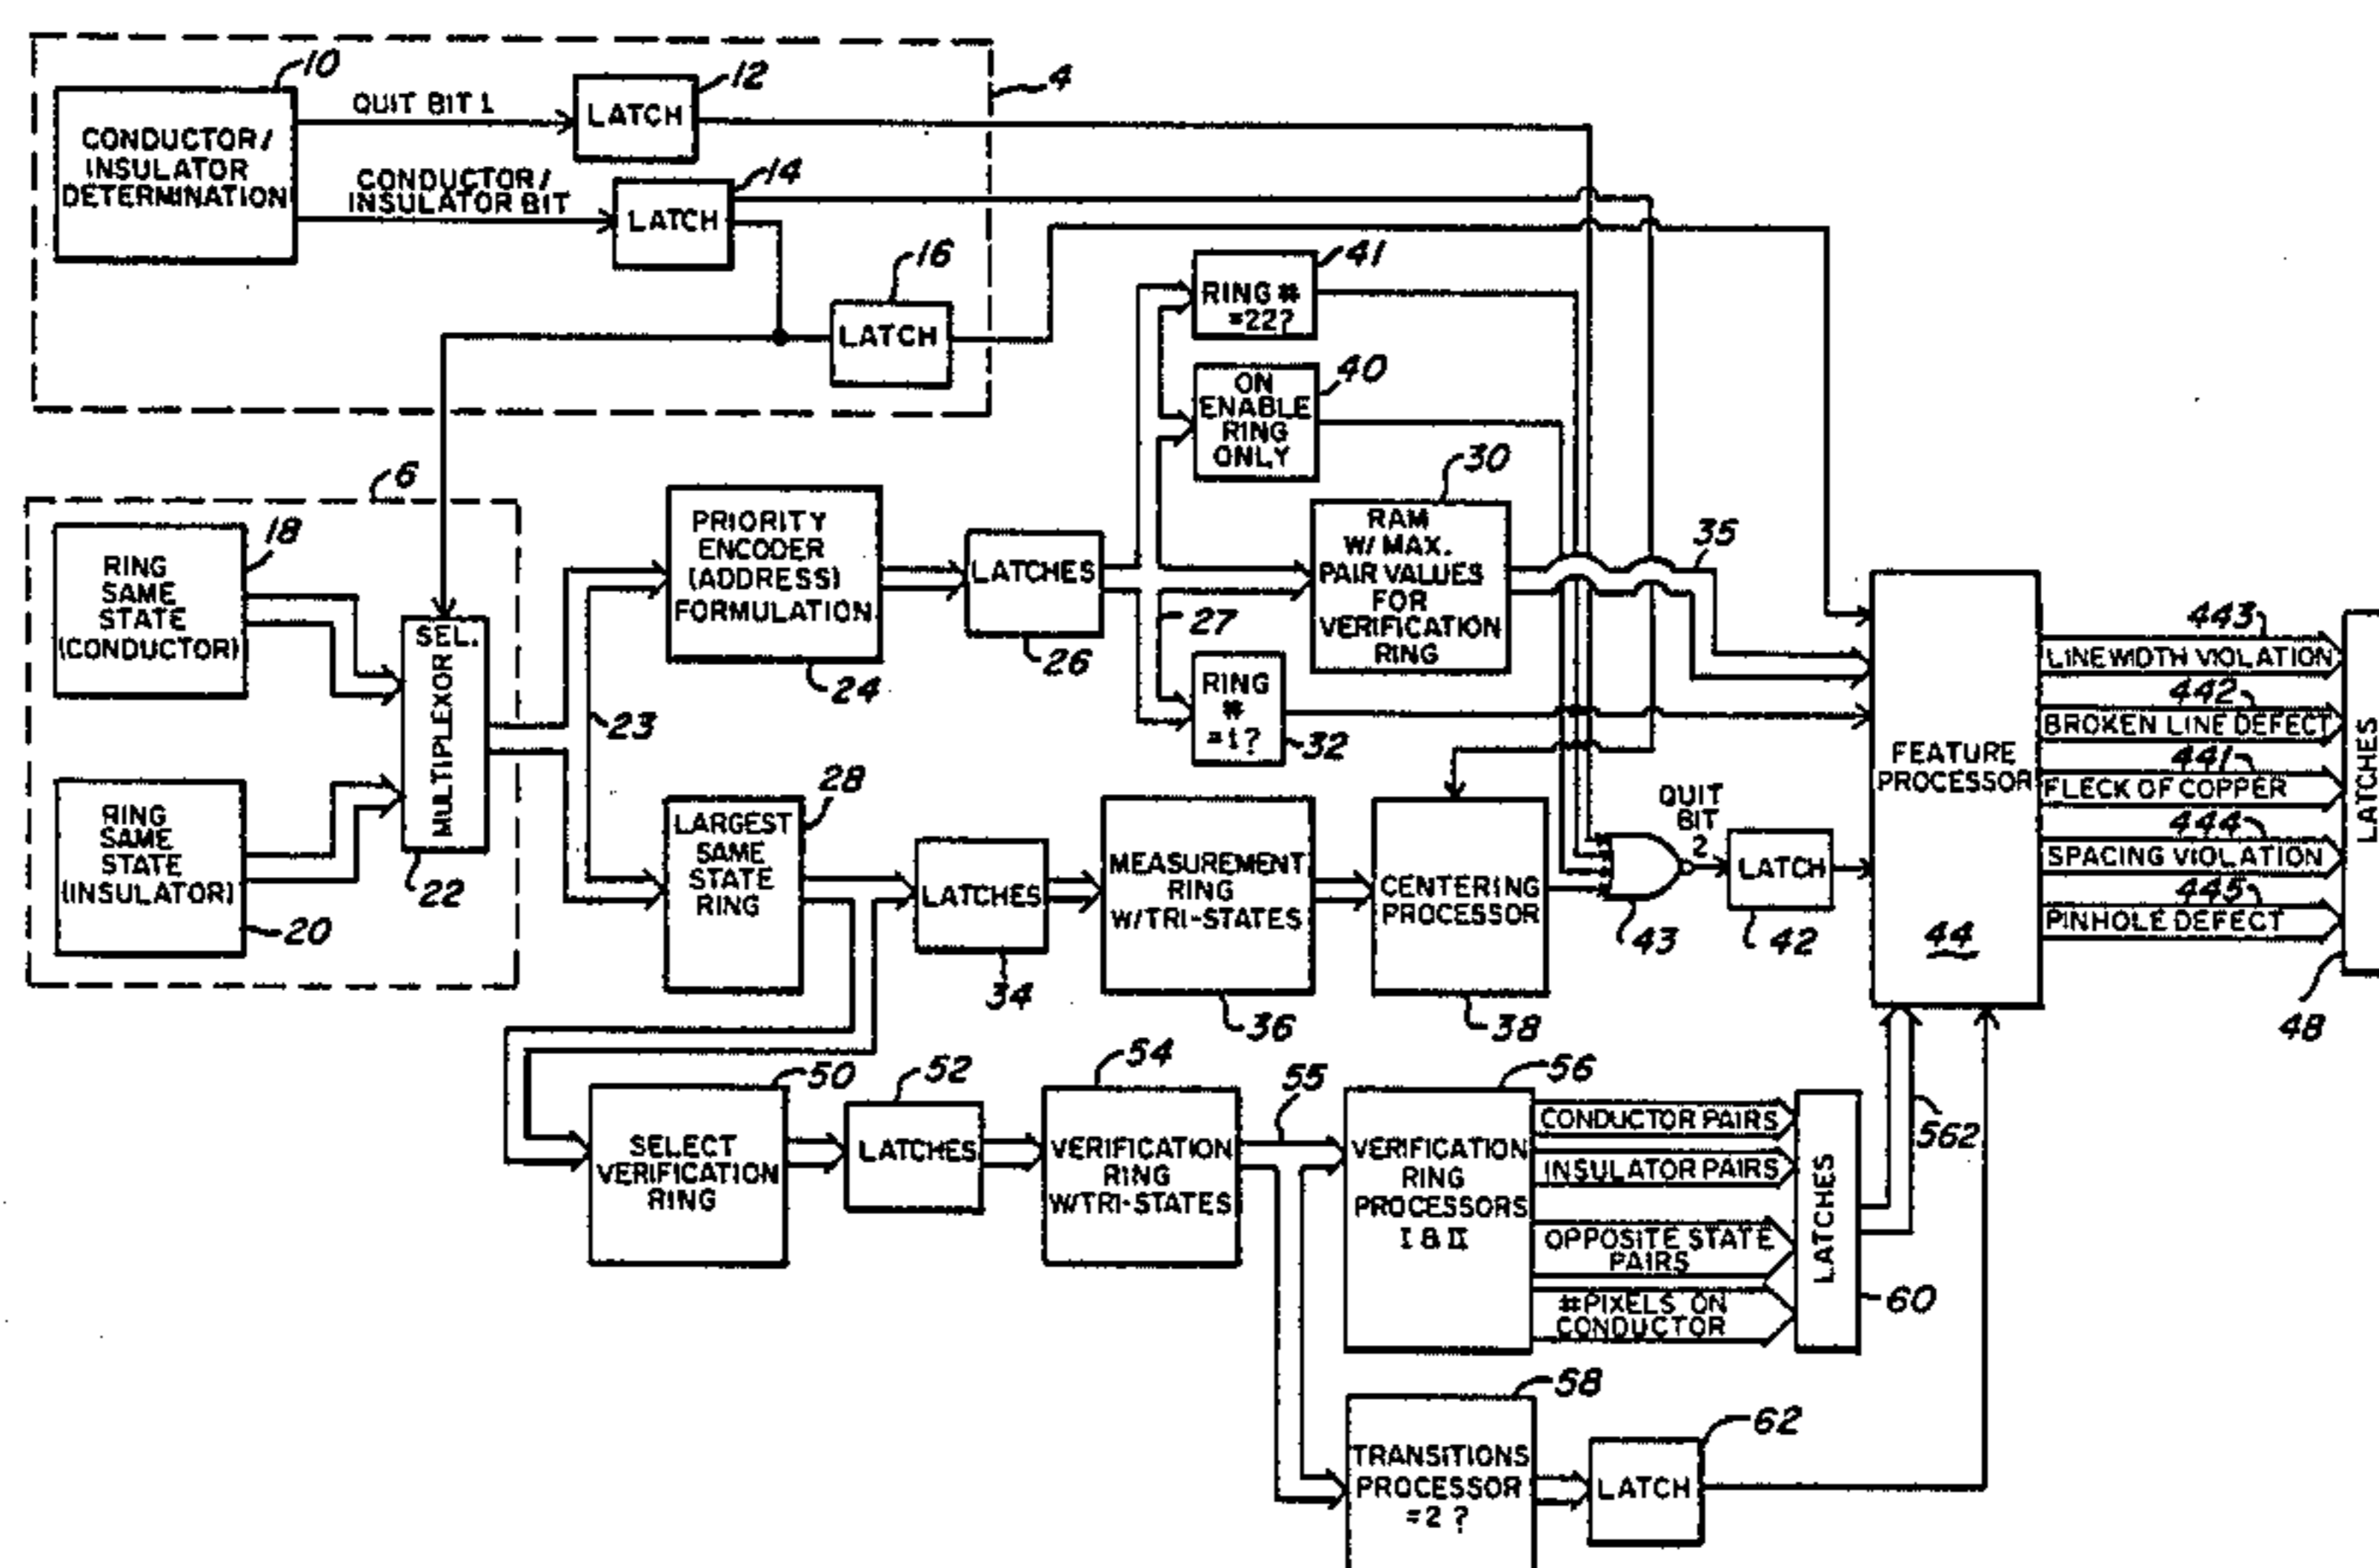 10
QUIT BIT 1
LATCH
12
4
CONDUCTOR/
INSULATOR
DETERMINATION
CONDUCTOR/
INSULATOR BIT
LATCH
14
16
LATCH
41
RING #
=22?
40
ON
ENABLE
RING
ONLY
6
18
RING
SAME
STATE
(CONDUCTOR)
SEL.
MULTIPLEXOR
22
RING
SAME
STATE
(INSULATOR)
20
23
PRIORITY
ENCODER
(ADDRESS)
FORMULATION
24
LATCHES
26
27
30
RAM
W/ MAX.
PAIR VALUES
FOR
VERIFICATION
RING
35
RING
#
=1?
32
28
LARGEST
SAME
STATE
RING
LATCHES
34
MEASUREMENT
RING
W/TRI-STATES
36
CENTERING
PROCESSOR
38
43
QUIT
BIT
2
LATCH
42
FEATURE
PROCESSOR
44
443
LINEWIDTH VIOLATION
442
BROKEN LINE DEFECT
441
FLECK OF COPPER
444
SPACING VIOLATION
445
PINHOLE DEFECT
LATCHES
48
50
SELECT
VERIFICATION
RING
52
LATCHES
54
VERIFICATION
RING
W/TRI-STATES
55
56
VERIFICATION
RING
PROCESSORS
I & II
CONDUCTOR PAIRS
INSULATOR PAIRS
OPPOSITE STATE
PAIRS
#PIXELS ON
CONDUCTOR
LATCHES
60
562
58
TRANSITIONS
PROCESSOR
=2 ?
62
LATCH